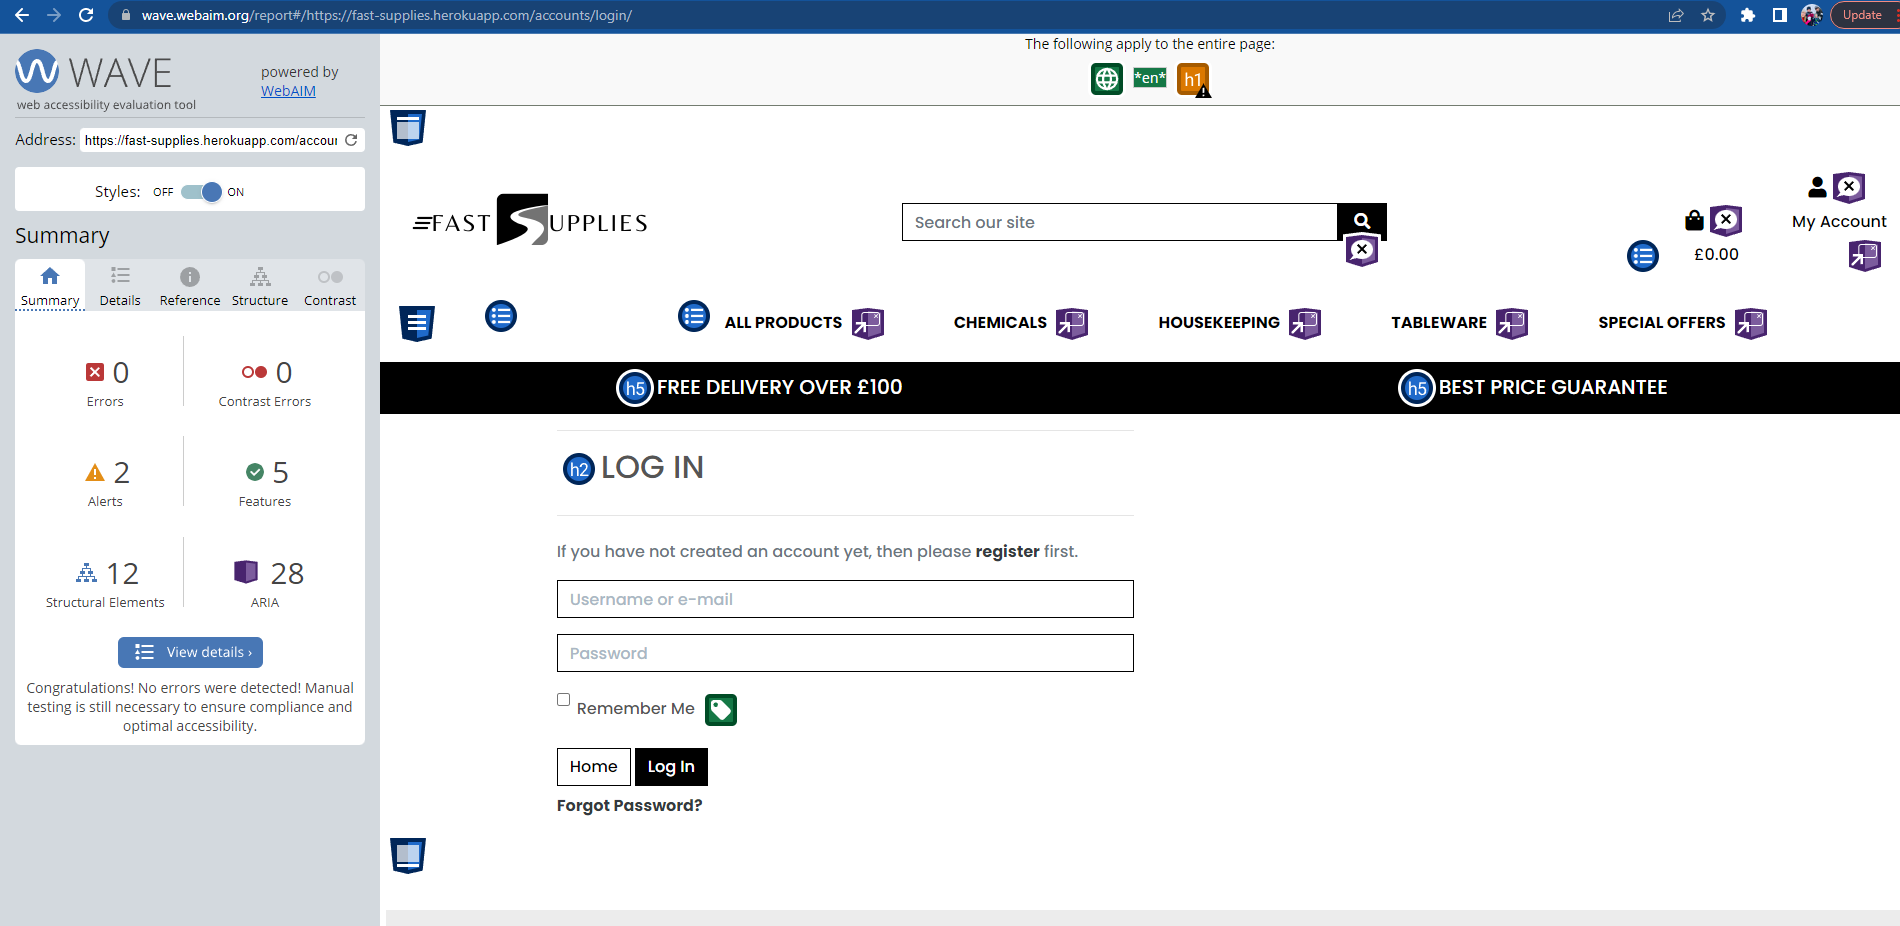 wave.webaim.org/report#/https://fast-supplies.herokuapp.com/accounts/login/
Update
WAVE
web accessibility evaluation tool
powered by
WebAIM
Address: https://fast-supplies.herokuapp.com/accou
Styles: OFF ON
Summary
Summary Details Reference Structure Contrast
0 0
Errors Contrast Errors
2 5
Alerts Features
12 28
Structural Elements ARIA
View details ›
Congratulations! No errors were detected! Manual
testing is still necessary to ensure compliance and
optimal accessibility.
The following apply to the entire page:
*en* h1
FAST SUPPLIES
Search our site
My Account
£0.00
ALL PRODUCTS CHEMICALS HOUSEKEEPING TABLEWARE SPECIAL OFFERS
h5 FREE DELIVERY OVER £100 h5 BEST PRICE GUARANTEE
h2 LOG IN
If you have not created an account yet, then please register first.
Username or e-mail
Password
Remember Me
Home Log In
Forgot Password?